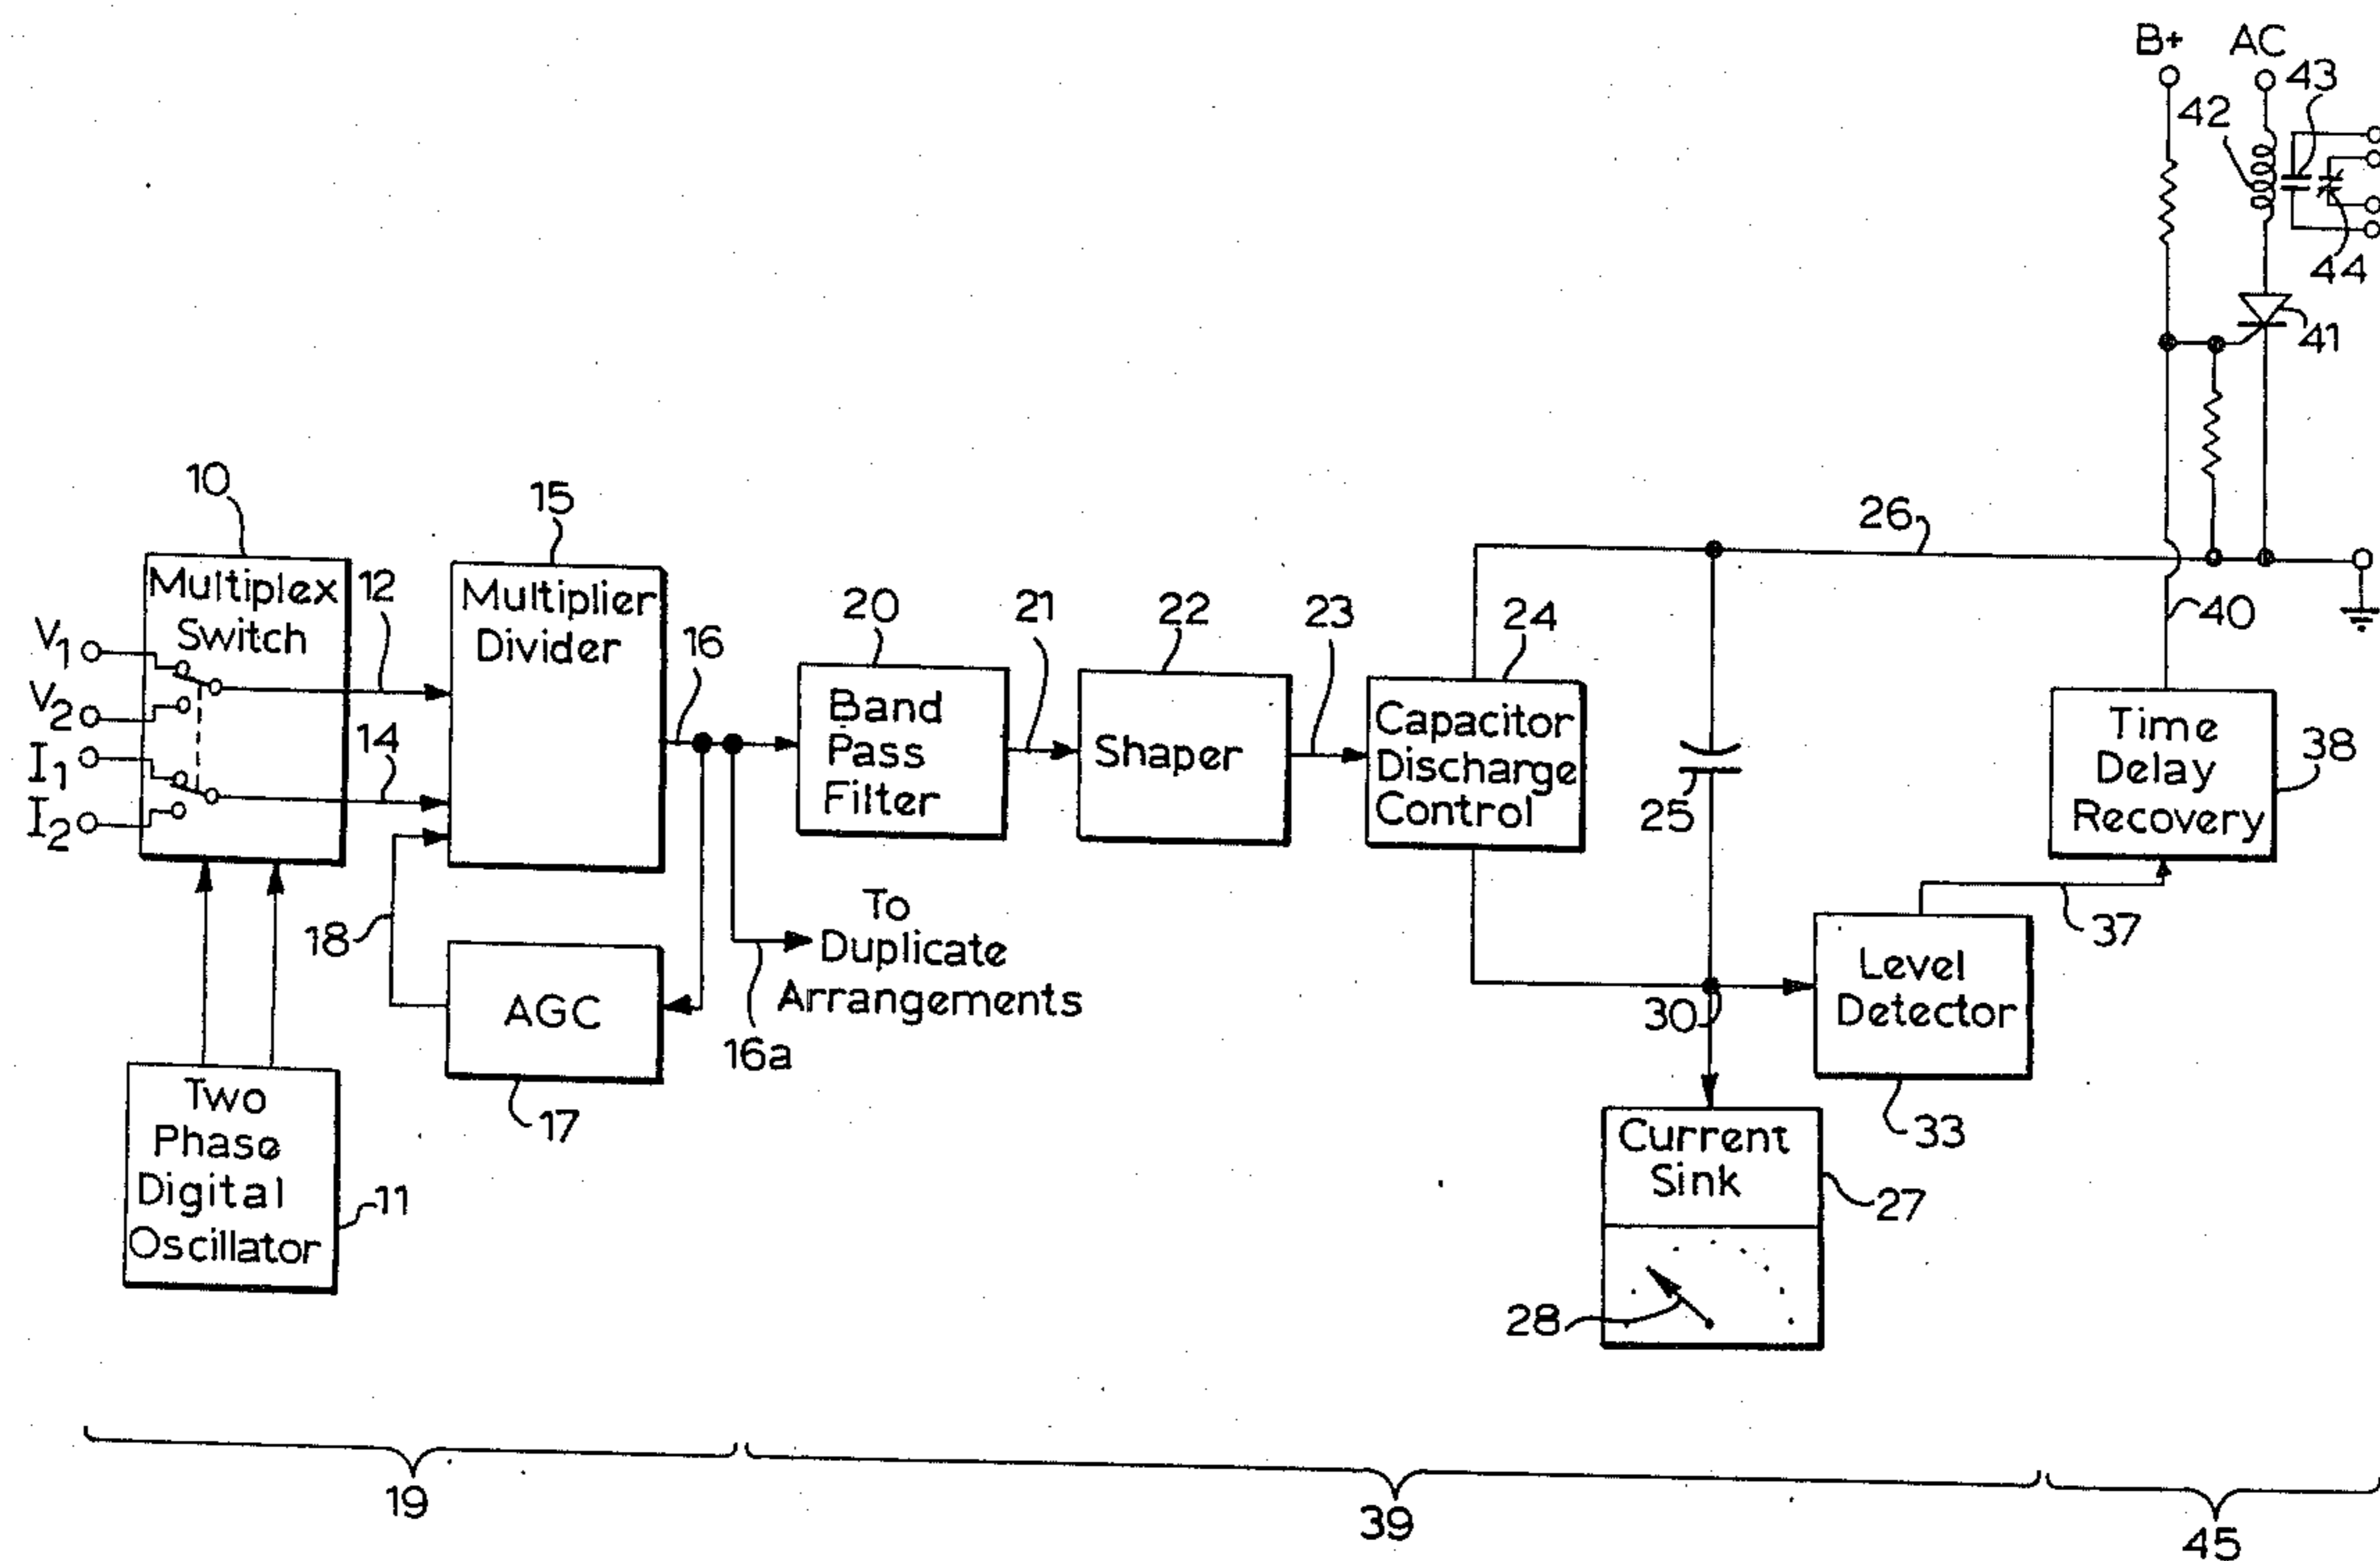 B+ AC
43
42
44
41
10
15
26
Multiplex
Switch
12
Multiplier
Divider
16
20
21
22
23
24
40
V1
V2
I1
I2
14
Band
Pass
Filter
Shaper
Capacitor
Discharge
Control
25
Time
Delay
Recovery
38
18
To
Duplicate
Arrangements
16a
AGC
17
30
Level
Detector
37
33
Two
Phase
Digital
Oscillator
11
Current
Sink
27
28
19
39
45